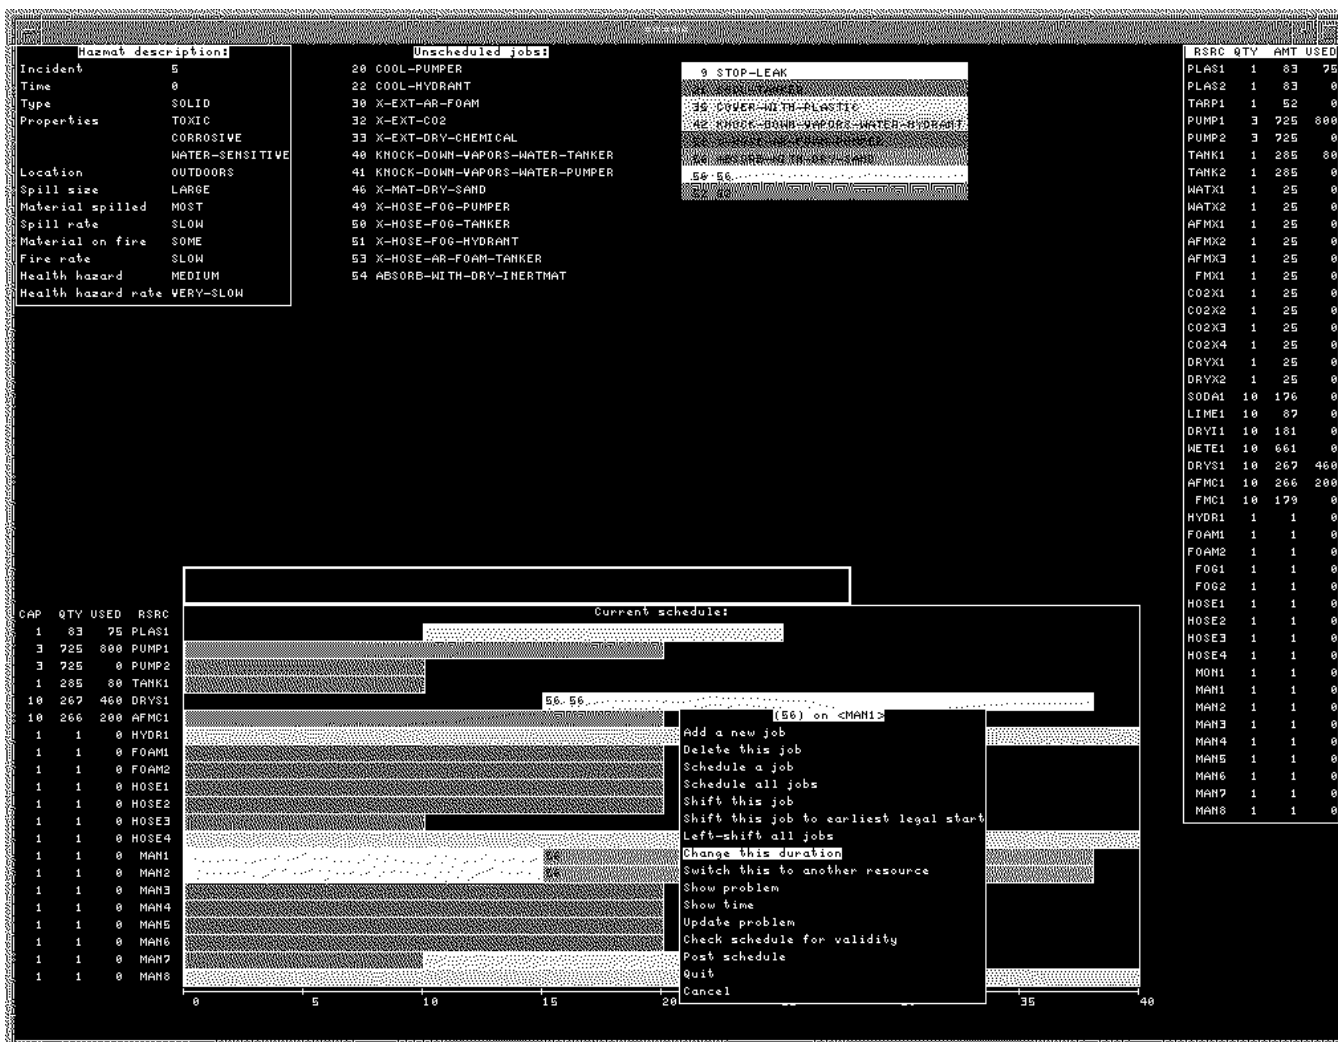 Hazmat description:
Incident 5
Time 0
Type SOLID
Properties TOXIC
CORROSIVE
WATER-SENSITIVE
Location OUTDOORS
Spill size LARGE
Material spilled MOST
Spill rate SLOW
Material on fire SOME
Fire rate SLOW
Health hazard MEDIUM
Health hazard rate VERY-SLOW
Unscheduled jobs:
20 COOL-PUMPER
22 COOL-HYDRANT
30 X-EXT-AR-FOAM
32 X-EXT-CO2
33 X-EXT-DRY-CHEMICAL
40 KNOCK-DOWN-VAPORS-WATER-TANKER
41 KNOCK-DOWN-VAPORS-WATER-PUMPER
46 X-MAT-DRY-SAND
49 X-HOSE-FOG-PUMPER
50 X-HOSE-FOG-TANKER
51 X-HOSE-FOG-HYDRANT
53 X-HOSE-AR-FOAM-TANKER
54 ABSORB-WITH-DRY-INERTMAT
9 STOP-LEAK
COOL-TANKER
35 COVER-WITH-PLASTIC
42 KNOCK-DOWN-VAPORS-WATER-HYDRANT
X-HOSE-AR-FOAM-PUMPER
ABSORB-WITH-DRY-SAND
56 56
RSRC QTY AMT USED
PLAS1 1 83 75
PLAS2 1 83 0
TARP1 1 52 0
PUMP1 3 725 800
PUMP2 3 725 0
TANK1 1 285 80
TANK2 1 285 0
WATX1 1 25 0
WATX2 1 25 0
AFMX1 1 25 0
AFMX2 1 25 0
AFMX3 1 25 0
FMX1 1 25 0
CO2X1 1 25 0
CO2X2 1 25 0
CO2X3 1 25 0
CO2X4 1 25 0
DRYX1 1 25 0
DRYX2 1 25 0
SODA1 10 176 0
LIME1 10 87 0
DRYI1 10 181 0
WETE1 10 661 0
DRYS1 10 267 460
AFMC1 10 266 200
FMC1 10 179 0
HYDR1 1 1 0
FOAM1 1 1 0
FOAM2 1 1 0
FOG1 1 1 0
FOG2 1 1 0
HOSE1 1 1 0
HOSE2 1 1 0
HOSE3 1 1 0
HOSE4 1 1 0
MON1 1 1 0
MAN1 1 1 0
MAN2 1 1 0
MAN3 1 1 0
MAN4 1 1 0
MAN5 1 1 0
MAN6 1 1 0
MAN7 1 1 0
MAN8 1 1 0
Current schedule:
CAP QTY USED RSRC
1 83 75 PLAS1
3 725 800 PUMP1
3 725 0 PUMP2
1 285 80 TANK1
10 267 460 DRYS1
56 56
10 266 200 AFMC1
1 1 0 HYDR1
1 1 0 FOAM1
1 1 0 FOAM2
1 1 0 HOSE1
1 1 0 HOSE2
1 1 0 HOSE3
1 1 0 HOSE4
1 1 0 MAN1
56
1 1 0 MAN2
56
1 1 0 MAN3
1 1 0 MAN4
1 1 0 MAN5
1 1 0 MAN6
1 1 0 MAN7
1 1 0 MAN8
(56) on <MAN1>
Add a new job
Delete this job
Schedule a job
Schedule all jobs
Shift this job
Shift this job to earliest legal start
Left-shift all jobs
Change this duration
Switch this to another resource
Show problem
Show time
Update problem
Check schedule for validity
Post schedule
Quit
Cancel
0 5 10 15 20 35 40